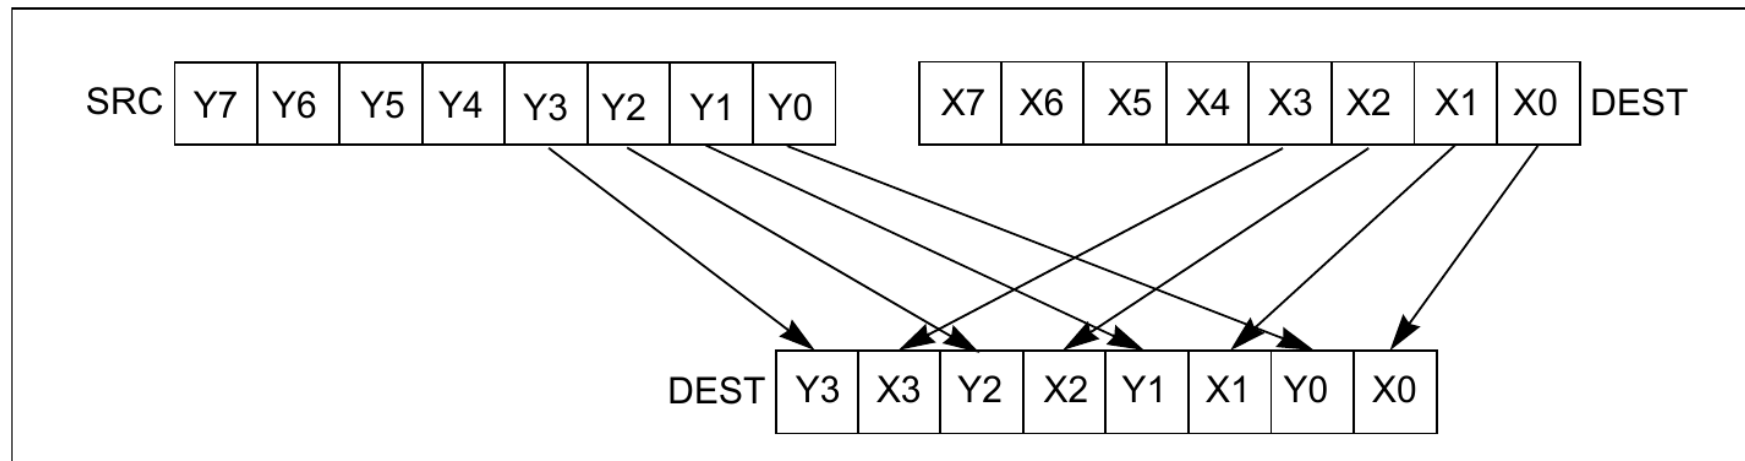 SRC Y7 Y6 Y5 Y4 Y3 Y2 Y1 Y0 X7 X6 X5 X4 X3 X2 X1 X0 DEST
DEST Y3 X3 Y2 X2 Y1 X1 Y0 X0